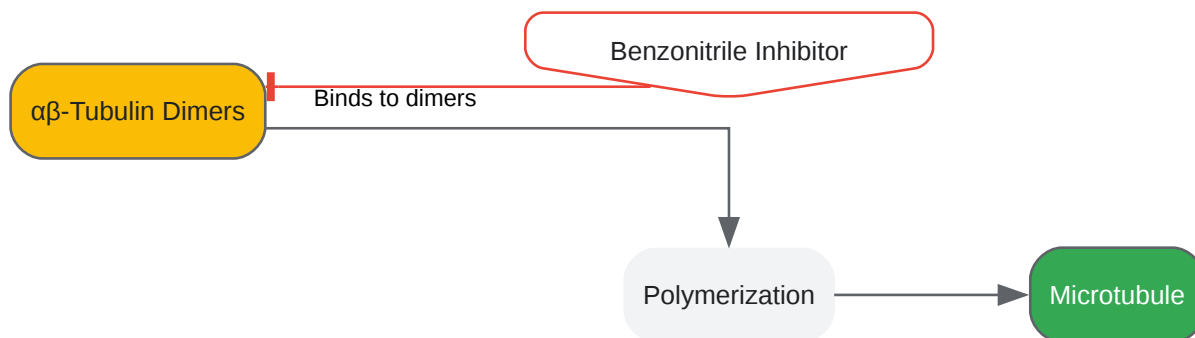 Benzonitrile Inhibitor
αβ-Tubulin Dimers
Binds to dimers
Polymerization
Microtubule